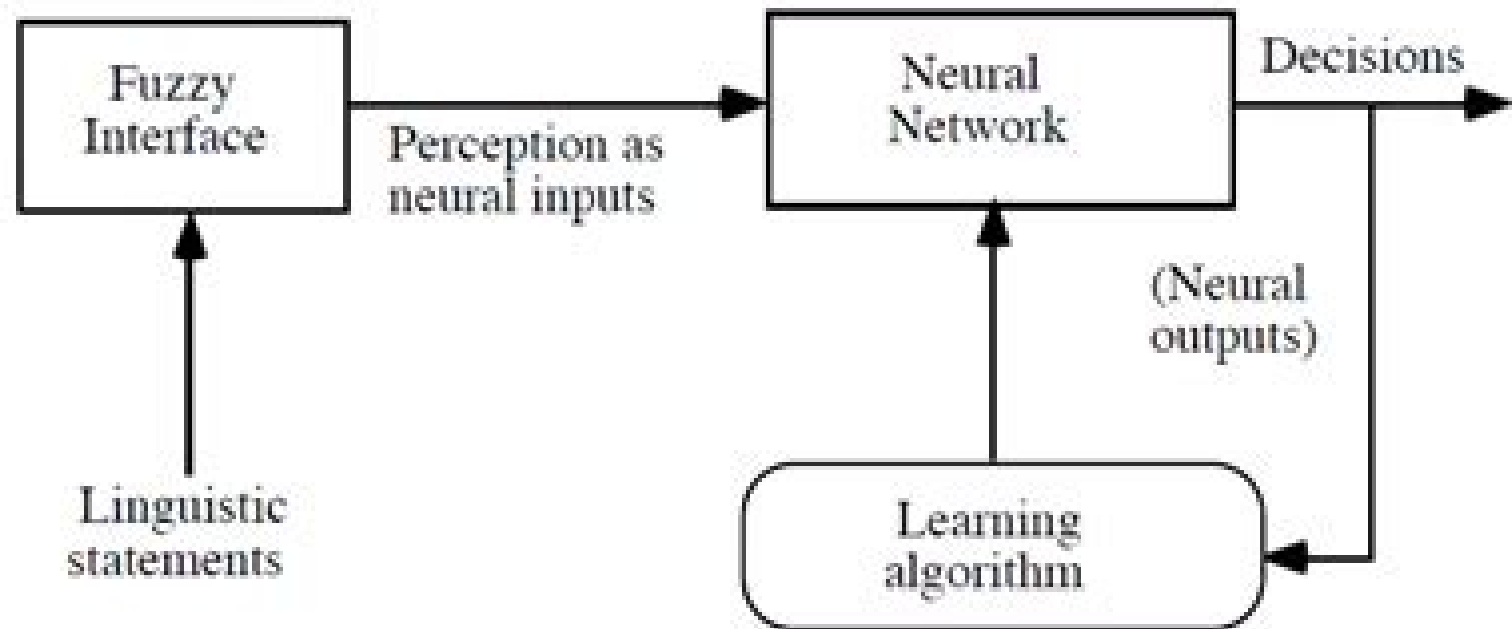 Fuzzy
Interface
Perception as
neural inputs
Neural
Network
Decisions
(Neural
outputs)
Linguistic
statements
Learning
algorithm